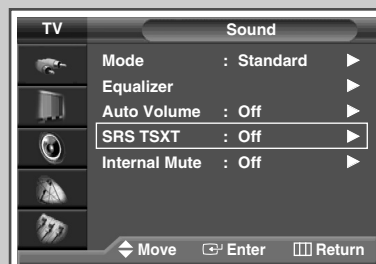 TV Sound
Mode : Standard
Equalizer
Auto Volume : Off
SRS TSXT : Off
Internal Mute : Off
Move Enter Return